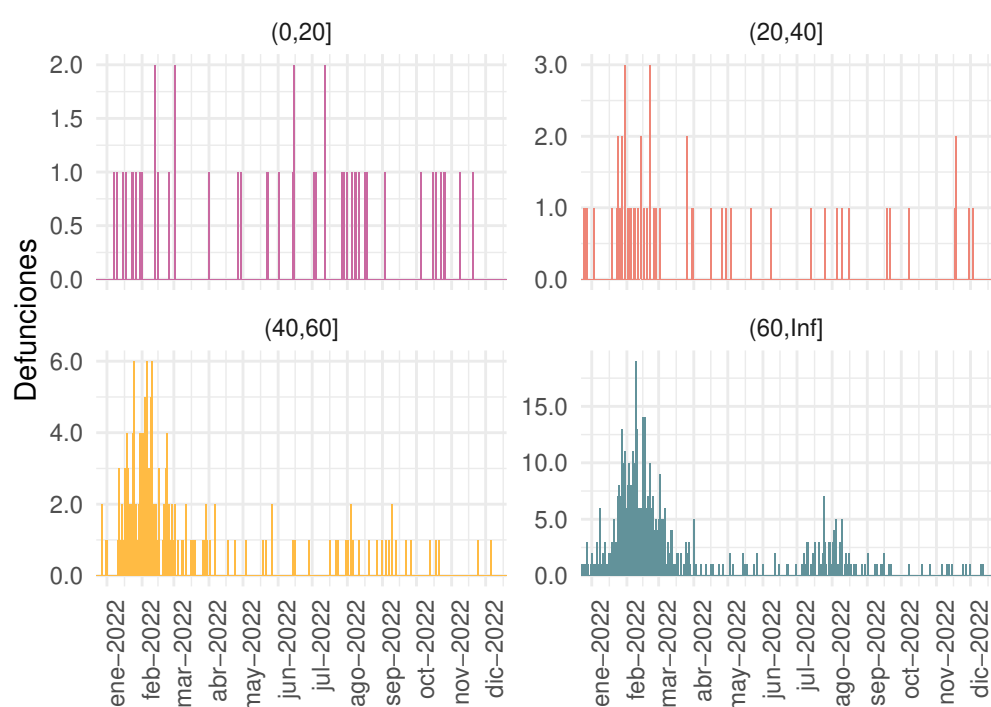 (0,20]
(20,40]
2.0
1.5
1.0
0.5
0.0
3.0
2.0
1.0
0.0
Defunciones
(40,60]
(60,Inf]
6.0
4.0
2.0
0.0
15.0
10.0
5.0
0.0
ene−2022
feb−2022
mar−2022
abr−2022
may−2022
jun−2022
jul−2022
ago−2022
sep−2022
oct−2022
nov−2022
dic−2022
ene−2022
feb−2022
mar−2022
abr−2022
may−2022
jun−2022
jul−2022
ago−2022
sep−2022
oct−2022
nov−2022
dic−2022